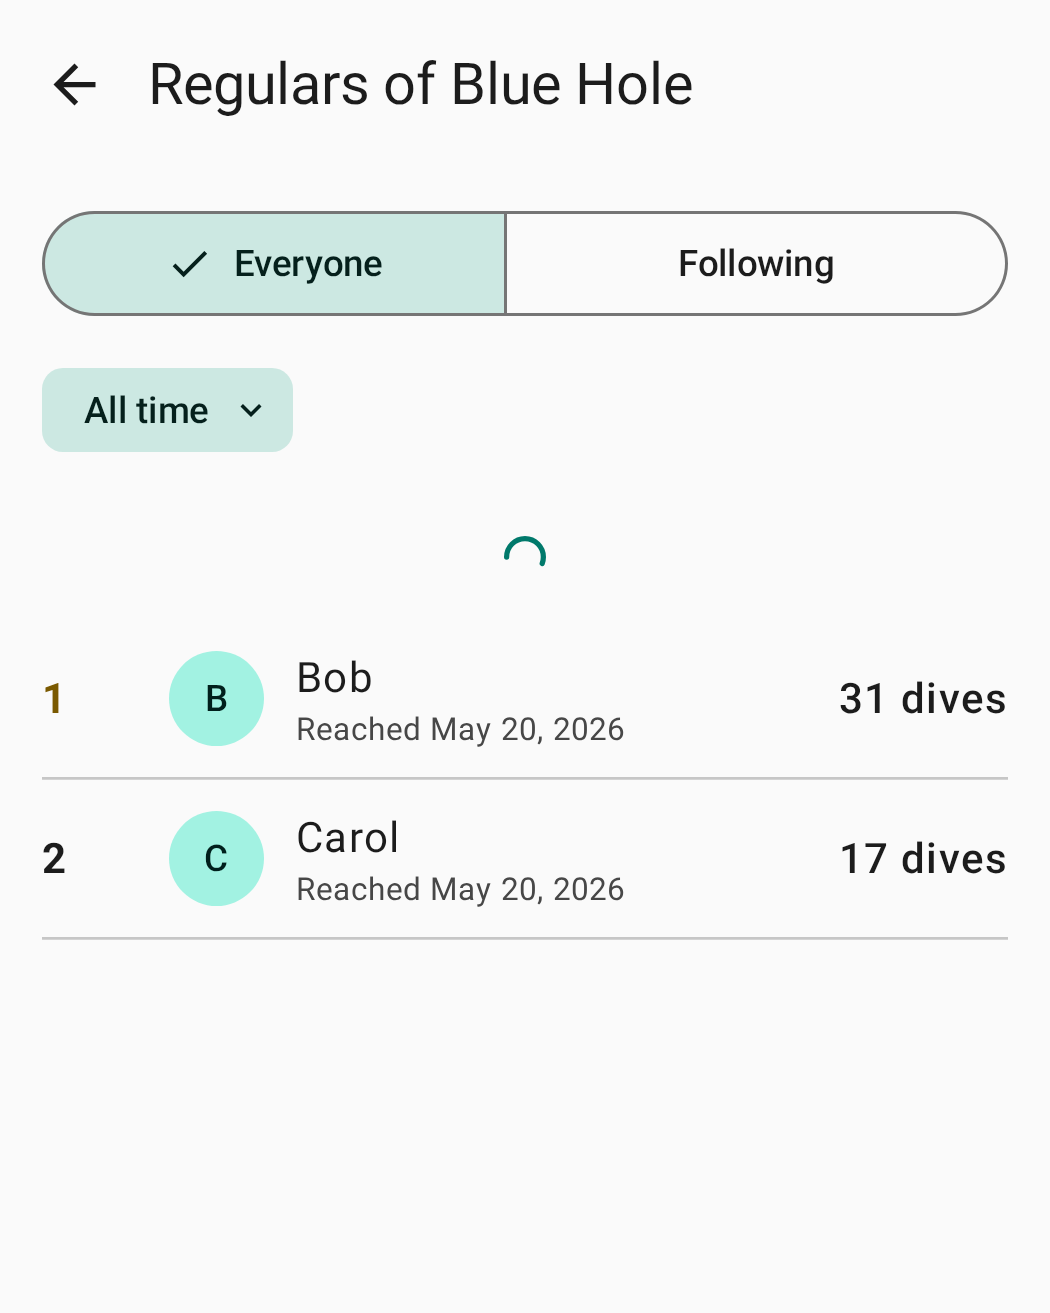 Regulars of Blue Hole
Everyone
Following
All time
1
B
Bob
Reached May 20, 2026
31 dives
2
C
Carol
Reached May 20, 2026
17 dives